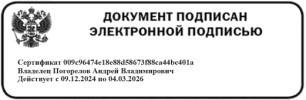 ДОКУМЕНТ ПОДПИСАН
ЭЛЕКТРОННОЙ ПОДПИСЬЮ
Сертификат 009c96474e18e88d58673f88ca44bc401a
Владелец Погорелов Андрей Владимирович
Действует с 09.12.2024 по 04.03.2026